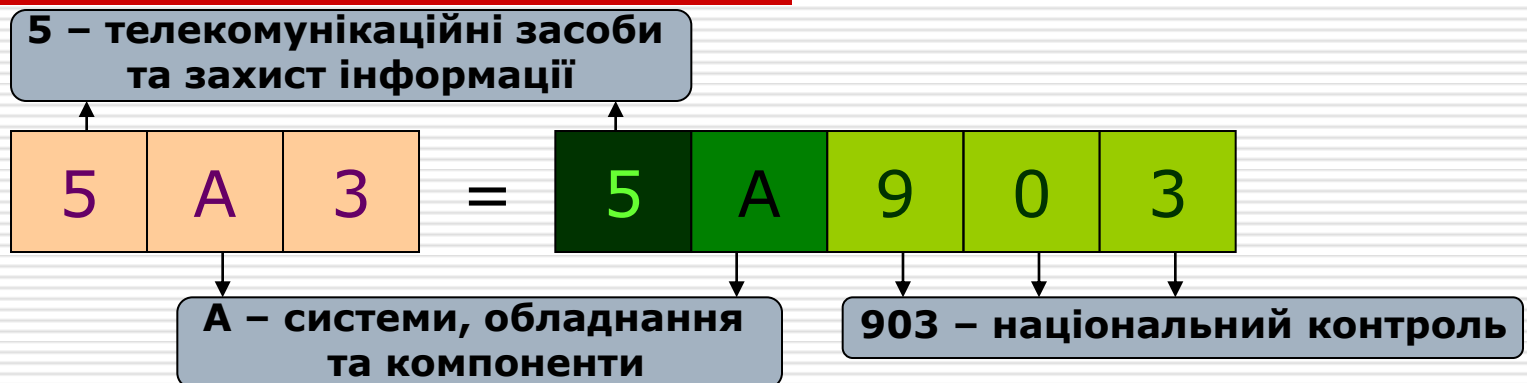 5 – телекомунікаційні засоби
та захист інформації
5 А 3 = 5 А 9 0 3
А – системи, обладнання
та компоненти
903 – національний контроль